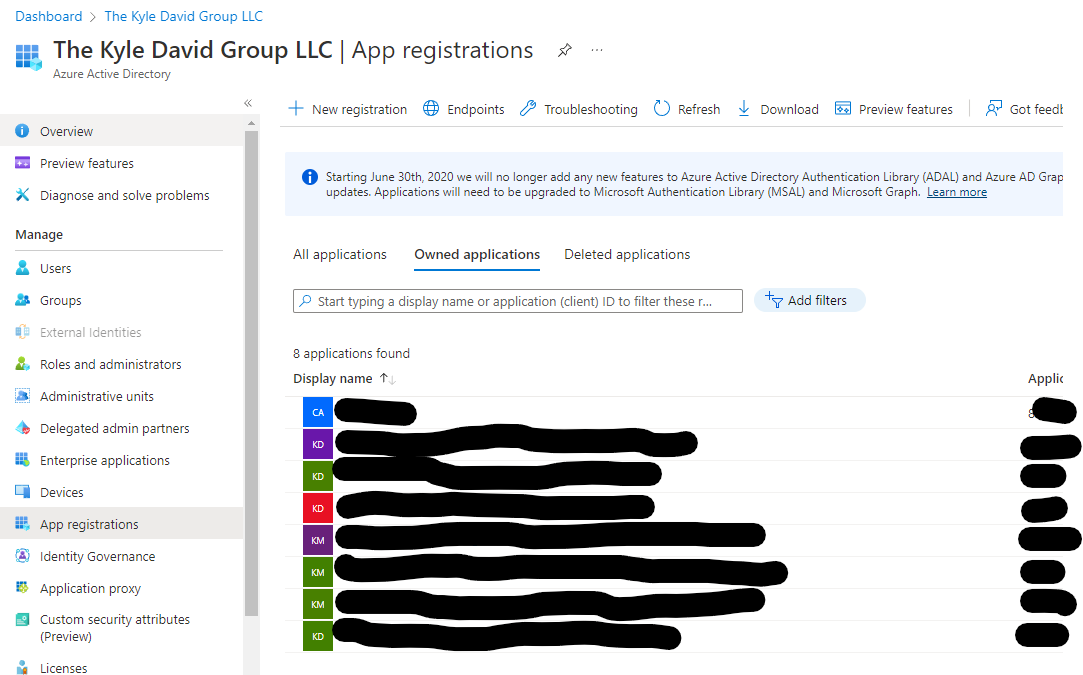 Dashboard > The Kyle David Group LLC
The Kyle David Group LLC | App registrations
Azure Active Directory
Overview
Preview features
Diagnose and solve problems
Manage
Users
Groups
External Identities
Roles and administrators
Administrative units
Delegated admin partners
Enterprise applications
Devices
App registrations
Identity Governance
Application proxy
Custom security attributes
(Preview)
Licenses
New registration Endpoints Troubleshooting Refresh Download Preview features Got feedb
Starting June 30th, 2020 we will no longer add any new features to Azure Active Directory Authentication Library (ADAL) and Azure AD Grap
updates. Applications will need to be upgraded to Microsoft Authentication Library (MSAL) and Microsoft Graph. Learn more
All applications Owned applications Deleted applications
Start typing a display name or application (client) ID to filter these r... Add filters
8 applications found
Display name Applic
CA 8
KD
KD
KD
KM
KM
KM
KD